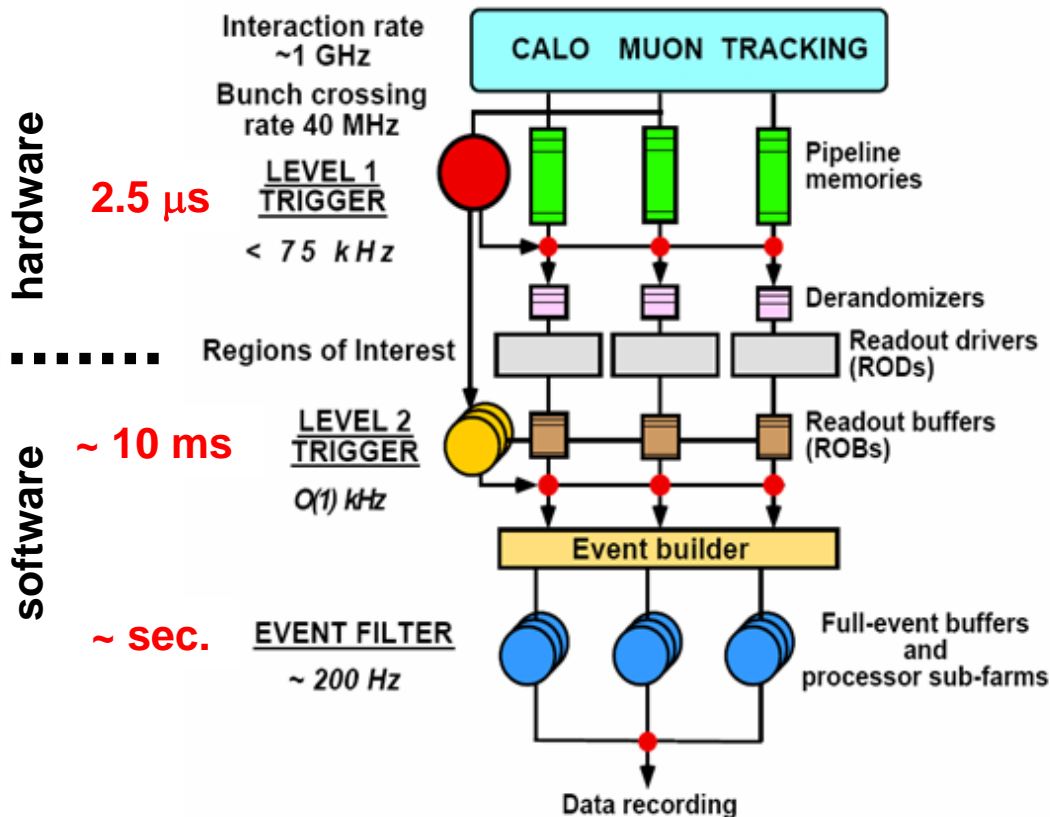 Interaction rate
~1 GHz
CALO MUON TRACKING
Bunch crossing
rate 40 MHz
hardware
2.5 μs
LEVEL 1
TRIGGER
< 75 kHz
Pipeline
memories
Derandomizers
Regions of Interest
Readout drivers
(RODs)
software
~ 10 ms
LEVEL 2
TRIGGER
O(1) kHz
Readout buffers
(ROBs)
Event builder
~ sec.
EVENT FILTER
~ 200 Hz
Full-event buffers
and
processor sub-farms
Data recording